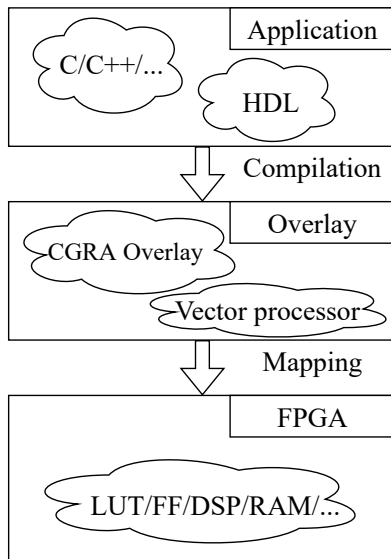 Application
C/C++/...
HDL
Compilation
Overlay
CGRA Overlay
Vector processor
Mapping
FPGA
LUT/FF/DSP/RAM/...